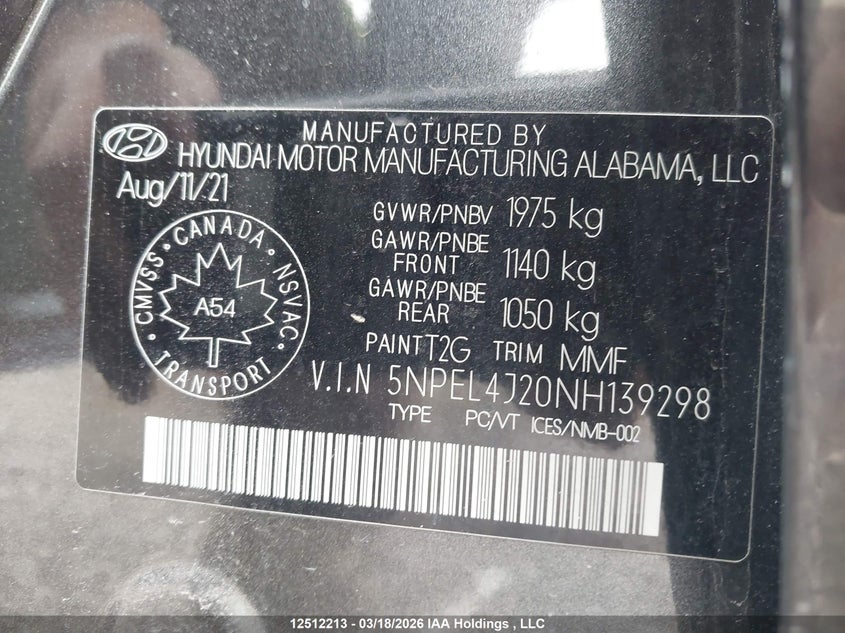 MANUFACTURED BY
HYUNDAI MOTOR MANUFACTURING ALABAMA, LLC
Aug/11/21
GVWR/PNBV 1975 kg
GAWR/PNBE
FRONT 1140 kg
GAWR/PNBE
REAR 1050 kg
PAINT T2G TRIM MMF
V.I.N 5NPEL4J20NH139298
TYPE PC/VT ICES/NMB-002
CMVSS • CANADA • NSVAC • TRANSPORT •
A54
12512213 - 03/18/2026 IAA Holdings , LLC